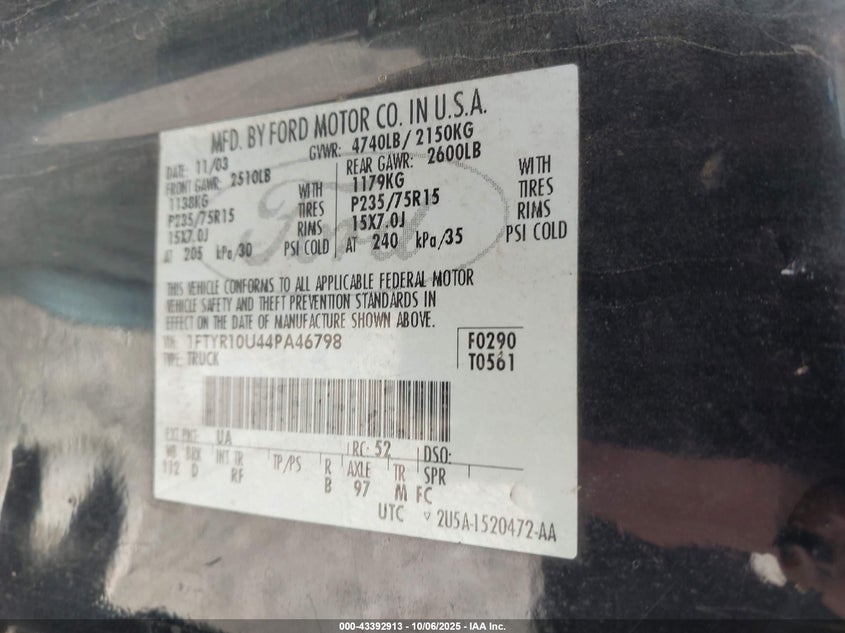 MFD. BY FORD MOTOR CO. IN U.S.A.
DATE: 11/03 GVWR: 4740LB/ 2150KG
FRONT GAWR: 2510LB REAR GAWR: 2600LB
1138KG WITH 1179KG WITH
P235/75R15 TIRES P235/75R15 TIRES
15X7.0J RIMS 15X7.0J RIMS
AT 205 kPa/30 PSI COLD AT 240 kPa/35 PSI COLD
Ford
THIS VEHICLE CONFORMS TO ALL APPLICABLE FEDERAL MOTOR
VEHICLE SAFETY AND THEFT PREVENTION STANDARDS IN
EFFECT ON THE DATE OF MANUFACTURE SHOWN ABOVE.
VIN: 1FTYR10U44PA46798 F0290
TYPE: TRUCK T0561
EXT PNT: UA RC: 52 DSO:
WB BRK INT TR TP/PS R AXLE TR SPR
112 D RF B 97 M FC
UTC ▽ 2U5A-1520472-AA
000-43392913 - 10/06/2025 - IAA Inc.